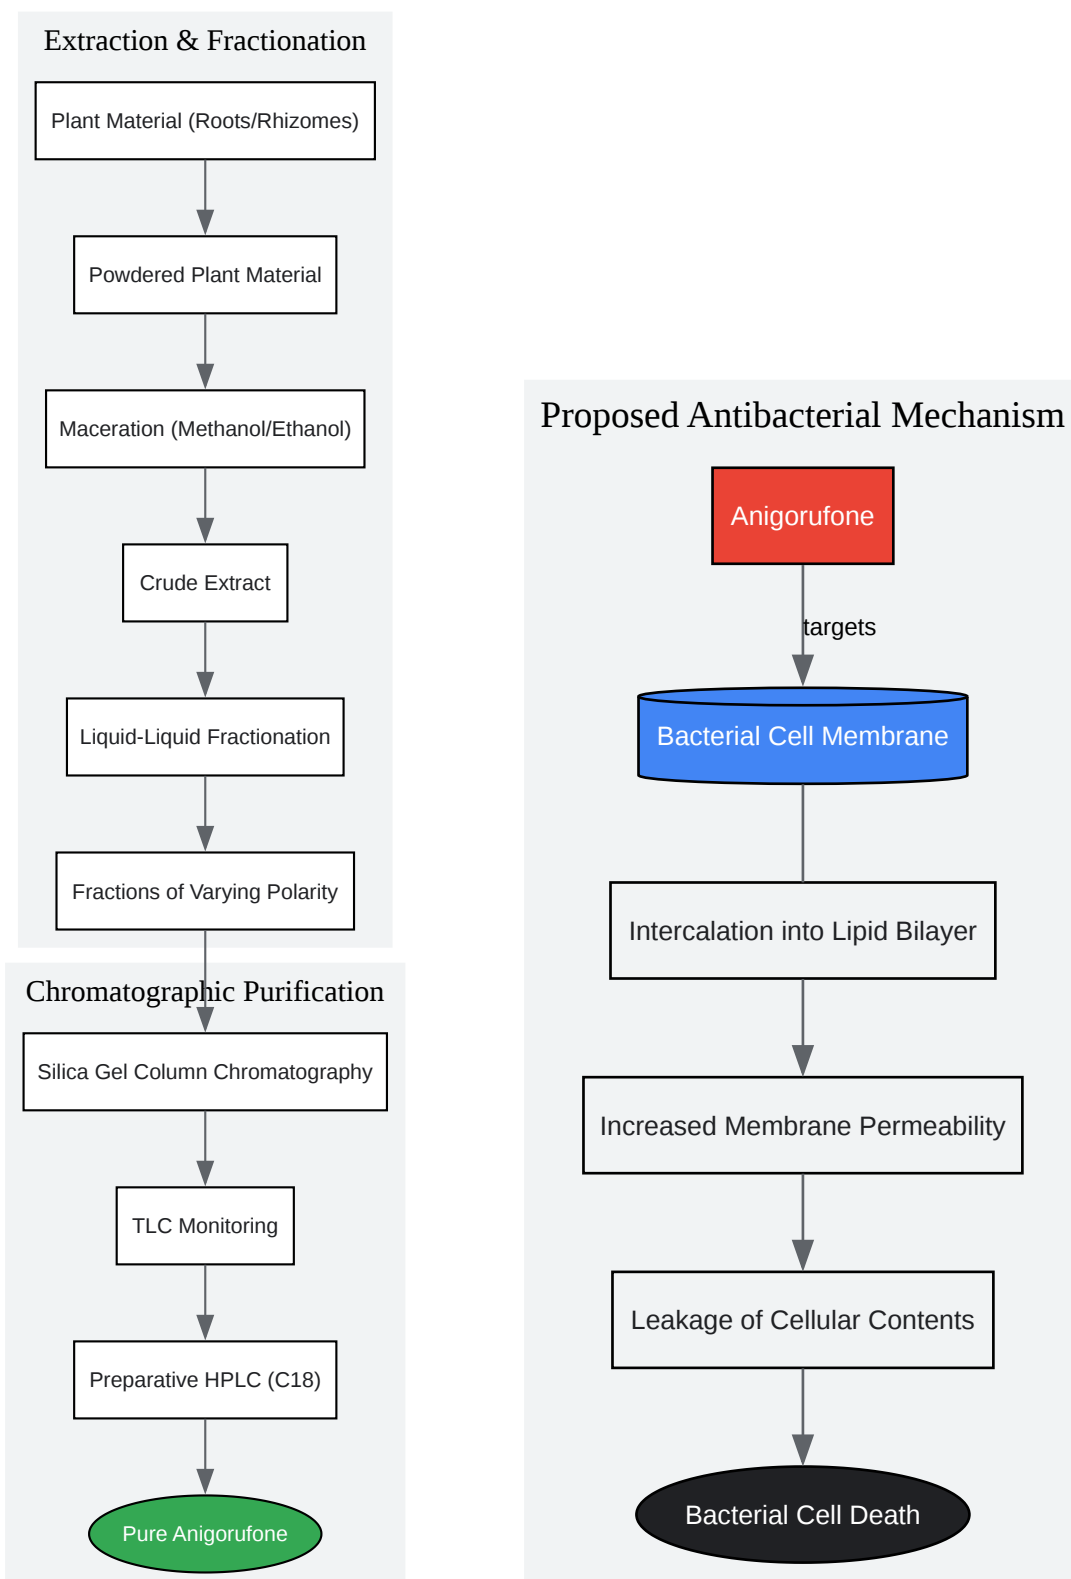 Extraction & Fractionation
Plant Material (Roots/Rhizomes)
Powdered Plant Material
Maceration (Methanol/Ethanol)
Crude Extract
Liquid-Liquid Fractionation
Fractions of Varying Polarity
Chromatographic Purification
Silica Gel Column Chromatography
TLC Monitoring
Preparative HPLC (C18)
Pure Anigorufone
Proposed Antibacterial Mechanism
Anigorufone
targets
Bacterial Cell Membrane
Intercalation into Lipid Bilayer
Increased Membrane Permeability
Leakage of Cellular Contents
Bacterial Cell Death